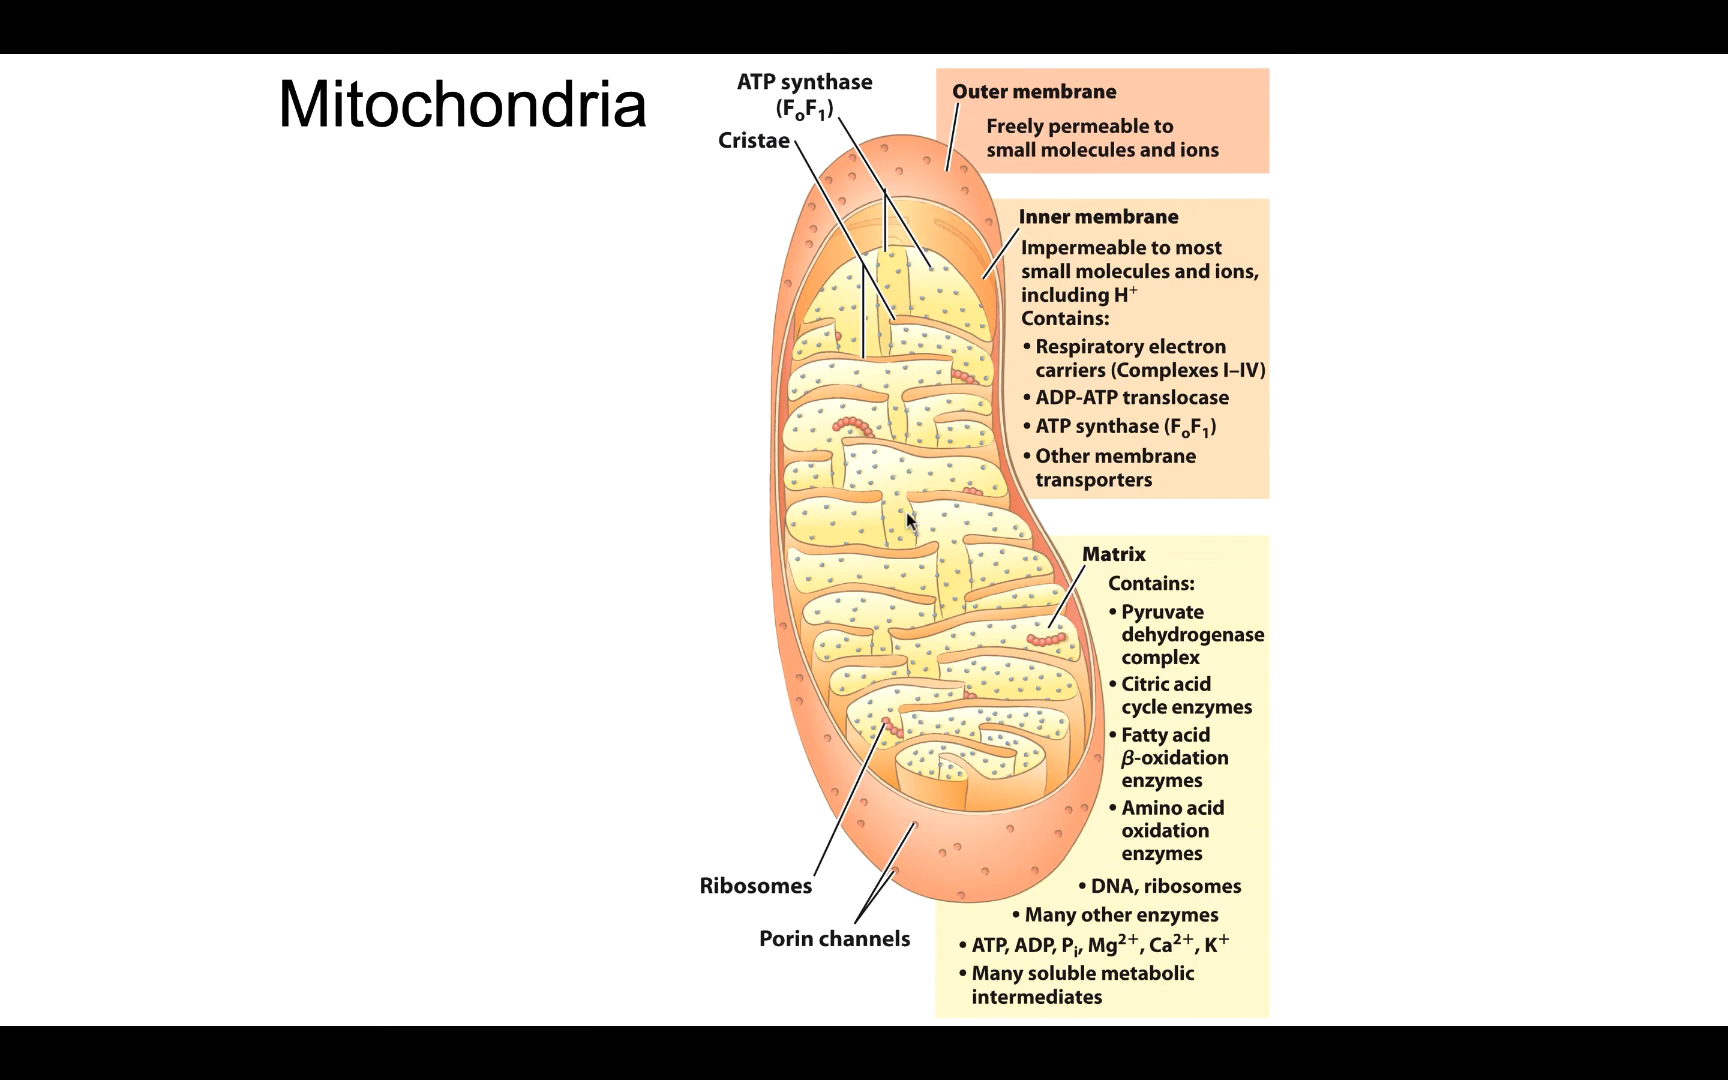 Mitochondria
ATP synthase
(FₒF₁)
Cristae
Outer membrane
Freely permeable to
small molecules and ions
Inner membrane
Impermeable to most
small molecules and ions,
including H⁺
Contains:
• Respiratory electron
carriers (Complexes I–IV)
• ADP-ATP translocase
• ATP synthase (FₒF₁)
• Other membrane
transporters
Matrix
Contains:
• Pyruvate
dehydrogenase
complex
• Citric acid
cycle enzymes
• Fatty acid
β-oxidation
enzymes
• Amino acid
oxidation
enzymes
• DNA, ribosomes
• Many other enzymes
• ATP, ADP, Pᵢ, Mg²⁺, Ca²⁺, K⁺
• Many soluble metabolic
intermediates
Ribosomes
Porin channels